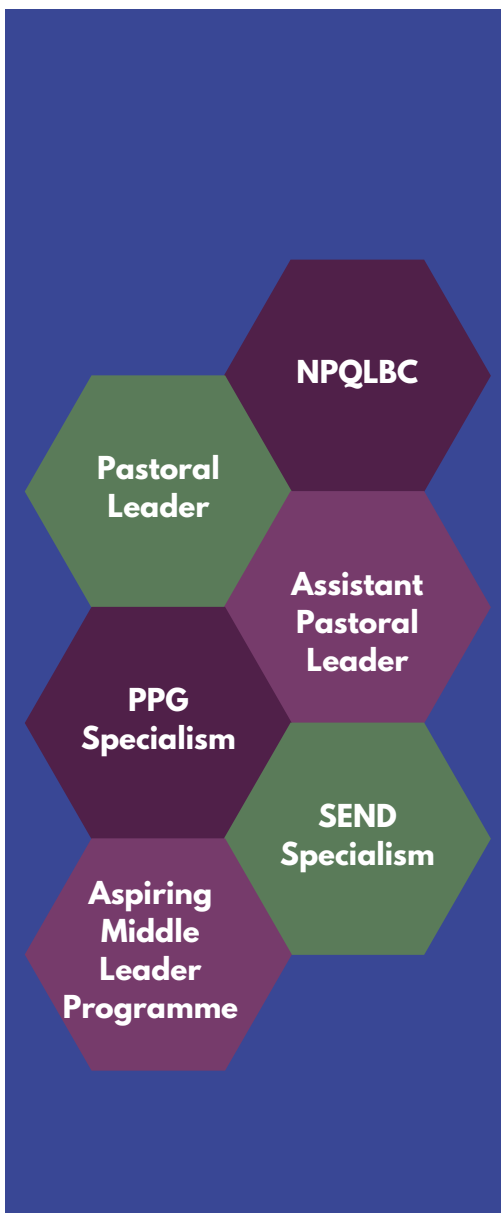 NPQLBC
Pastoral
Leader
Assistant
Pastoral
Leader
PPG
Specialism
SEND
Specialism
Aspiring
Middle
Leader
Programme